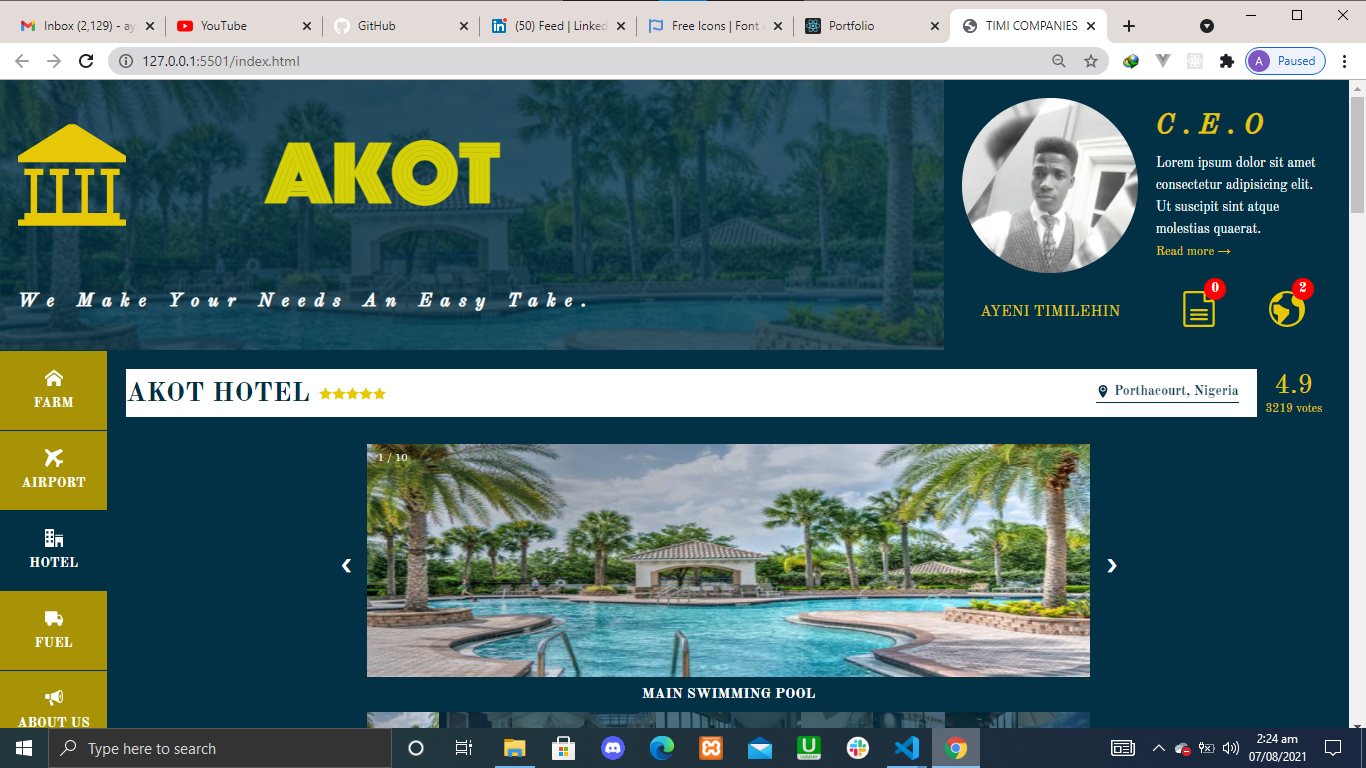 Inbox (2,129) - ay
YouTube
GitHub
(50) Feed | Linked
Free Icons | Font A
Portfolio
TIMI COMPANIES
127.0.0.1:5501/index.html
A
Paused
AKOT
We Make Your Needs An Easy Take.
C.E.O
Lorem ipsum dolor sit amet
consectetur adipisicing elit.
Ut suscipit sint atque
molestias quaerat.
Read more →
AYENI TIMILEHIN
0
2
FARM
AIRPORT
HOTEL
FUEL
ABOUT US
AKOT HOTEL
Porthacourt, Nigeria
4.9
3219 votes
1 / 10
MAIN SWIMMING POOL
Type here to search
2:24 am
07/08/2021